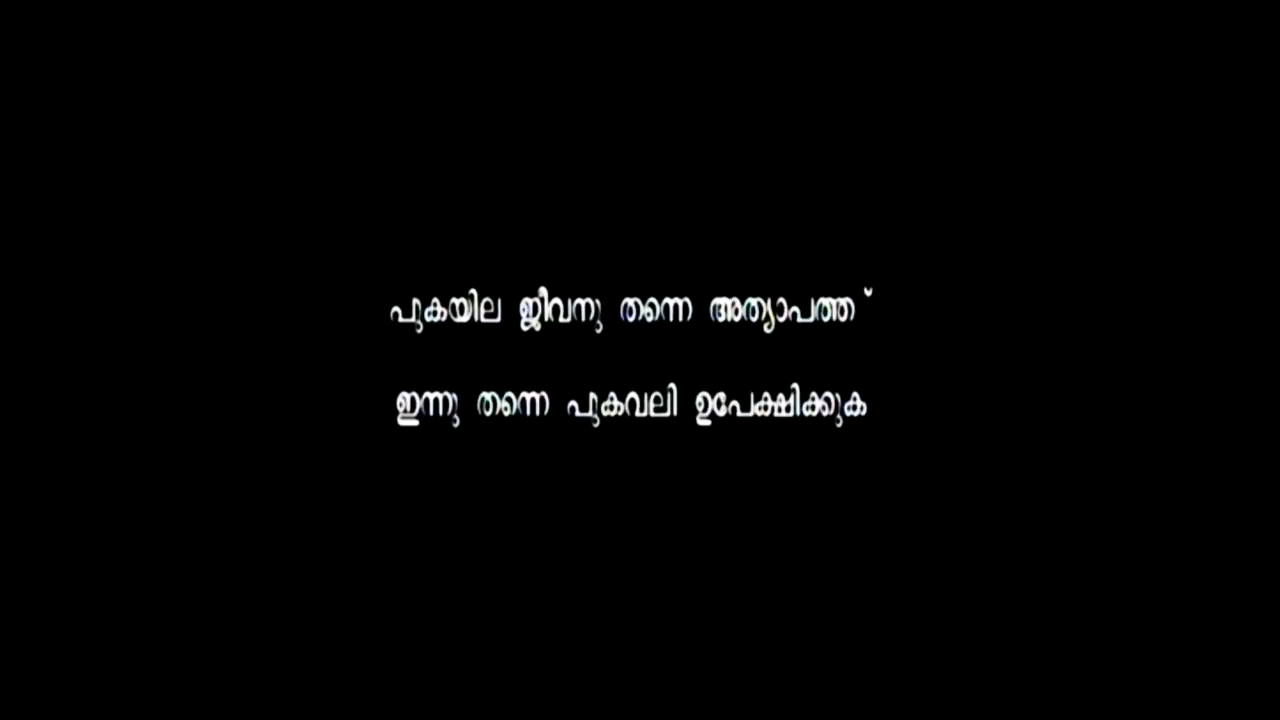 പുകയില ജീവനു തന്നെ അത്യാപത്ത്
ഇന്നു തന്നെ പുകവലി ഉപേക്ഷിക്കുക